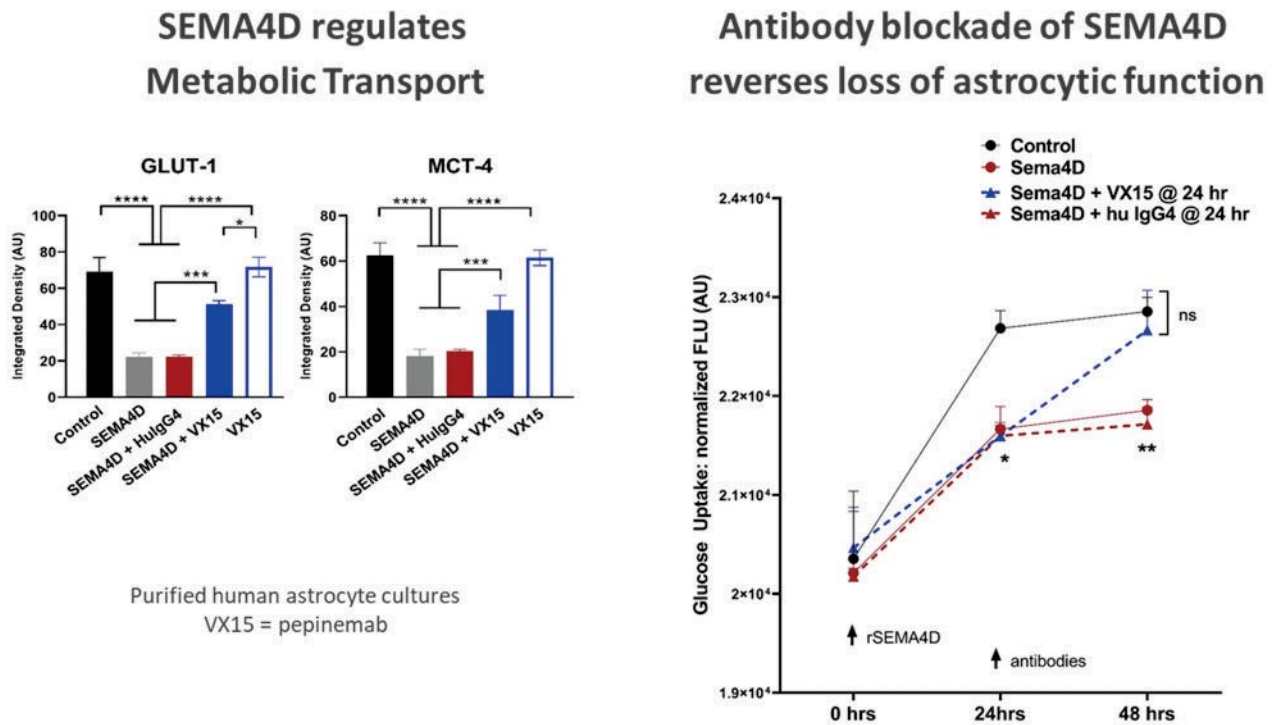 SEMA4D regulates
Metabolic Transport
GLUT-1
****
****
*
***
100
80
60
40
20
0
Integrated Density (AU)
Control
SEMA4D
SEMA4D + HuIgG4
SEMA4D + VX15
VX15
MCT-4
****
****
***
80
60
40
20
0
Integrated Density (AU)
Control
SEMA4D
SEMA4D + HuIgG4
SEMA4D + VX15
VX15
Purified human astrocyte cultures
VX15 = pepinemab
Antibody blockade of SEMA4D
reverses loss of astrocytic function
Control
Sema4D
Sema4D + VX15 @ 24 hr
Sema4D + hu IgG4 @ 24 hr
2.4×10⁴
2.3×10⁴
2.2×10⁴
2.1×10⁴
2×10⁴
1.9×10⁴
Glucose Uptake: normalized FLU (AU)
ns
*
**
rSEMA4D
antibodies
0 hrs
24hrs
48 hrs